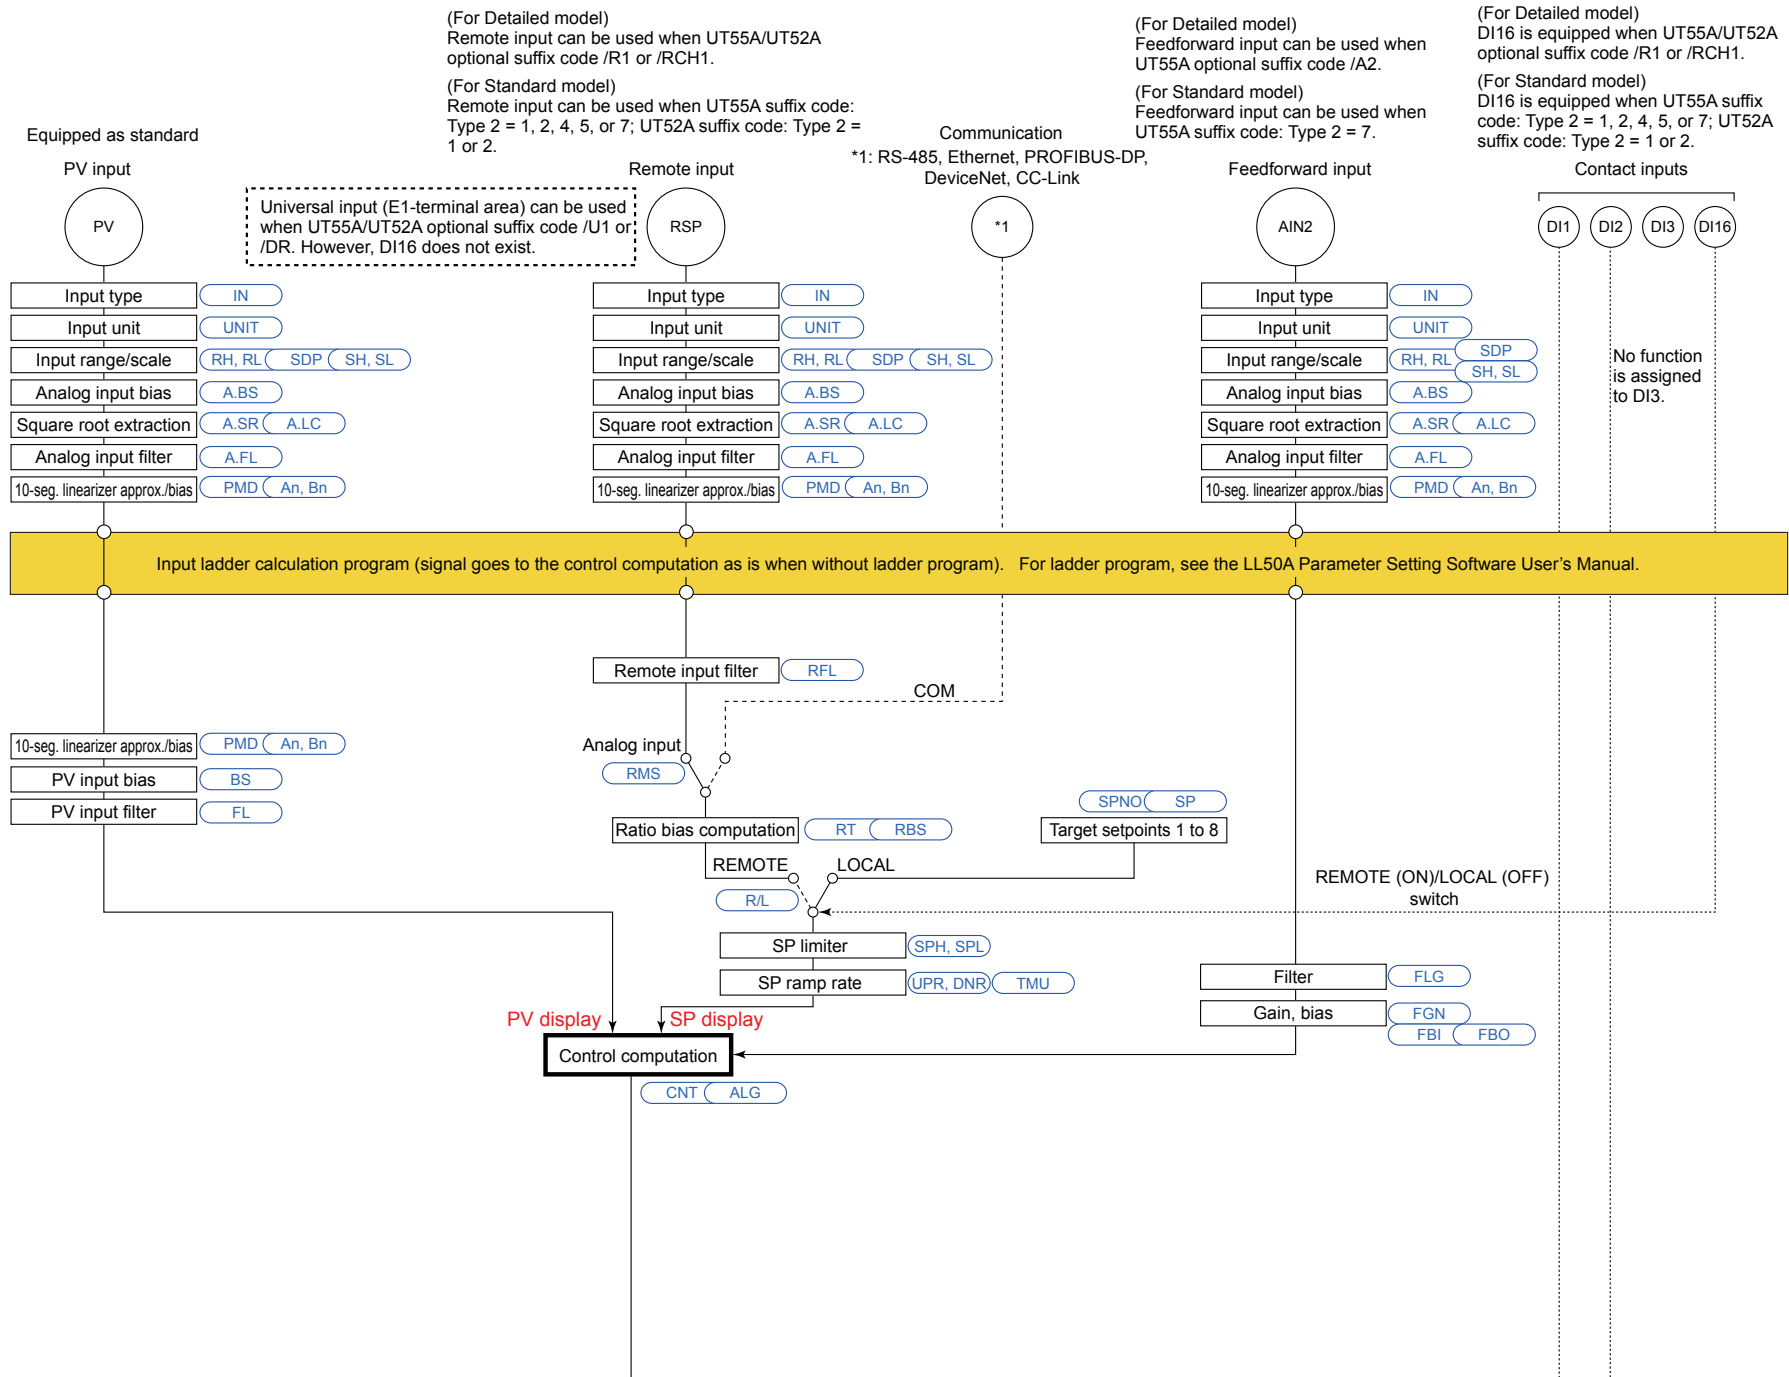 (For Detailed model)
Remote input can be used when UT55A/UT52A
optional suffix code /R1 or /RCH1.
(For Standard model)
Remote input can be used when UT55A suffix code:
Type 2 = 1, 2, 4, 5, or 7; UT52A suffix code: Type 2 =
1 or 2.
(For Detailed model)
Feedforward input can be used when
UT55A optional suffix code /A2.
(For Standard model)
Feedforward input can be used when
UT55A suffix code: Type 2 = 7.
(For Detailed model)
DI16 is equipped when UT55A/UT52A
optional suffix code /R1 or /RCH1.
(For Standard model)
DI16 is equipped when UT55A suffix
code: Type 2 = 1, 2, 4, 5, or 7; UT52A
suffix code: Type 2 = 1 or 2.
Equipped as standard
PV input
Remote input
Communication
*1: RS-485, Ethernet, PROFIBUS-DP,
DeviceNet, CC-Link
Feedforward input
Contact inputs
PV
Universal input (E1-terminal area) can be used
when UT55A/UT52A optional suffix code /U1 or
/DR. However, DI16 does not exist.
RSP
*1
AIN2
DI1
DI2
DI3
DI16
Input type IN
Input unit UNIT
Input range/scale RH, RL SDP SH, SL
Analog input bias A.BS
Square root extraction A.SR A.LC
Analog input filter A.FL
10-seg. linearizer approx./bias PMD An, Bn
Input type IN
Input unit UNIT
Input range/scale RH, RL SDP SH, SL
Analog input bias A.BS
Square root extraction A.SR A.LC
Analog input filter A.FL
10-seg. linearizer approx./bias PMD An, Bn
Input type IN
Input unit UNIT
Input range/scale RH, RL SDP SH, SL
Analog input bias A.BS
Square root extraction A.SR A.LC
Analog input filter A.FL
10-seg. linearizer approx./bias PMD An, Bn
No function
is assigned
to DI3.
Input ladder calculation program (signal goes to the control computation as is when without ladder program). For ladder program, see the LL50A Parameter Setting Software User's Manual.
Remote input filter RFL
COM
10-seg. linearizer approx./bias PMD An, Bn
PV input bias BS
PV input filter FL
Analog input
RMS
SPNO SP
Ratio bias computation RT RBS
Target setpoints 1 to 8
REMOTE
LOCAL
R/L
REMOTE (ON)/LOCAL (OFF)
switch
SP limiter SPH, SPL
SP ramp rate UPR, DNR TMU
Filter FLG
Gain, bias FGN
FBI FBO
PV display
SP display
Control computation
CNT ALG